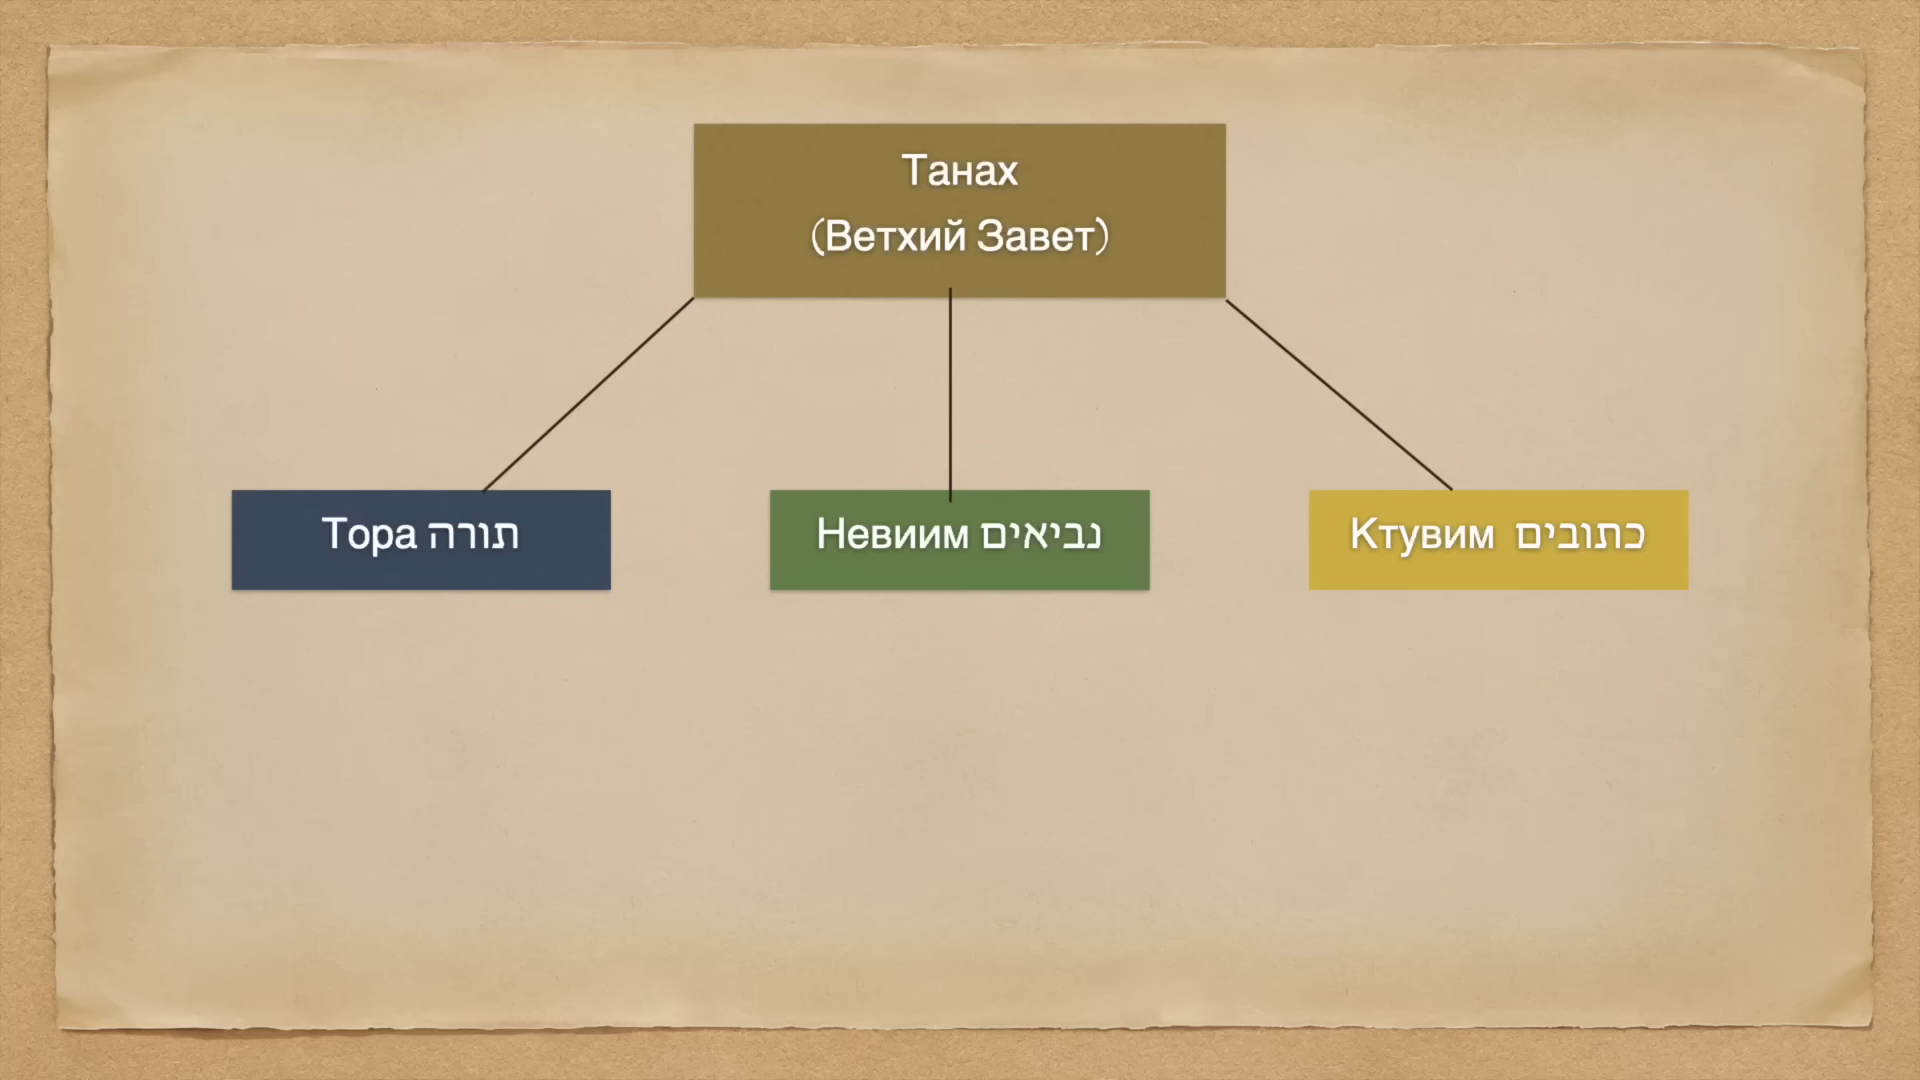 Танах
(Ветхий Завет)
Тора תורה
Невиим נביאים
Ктувим כתובים